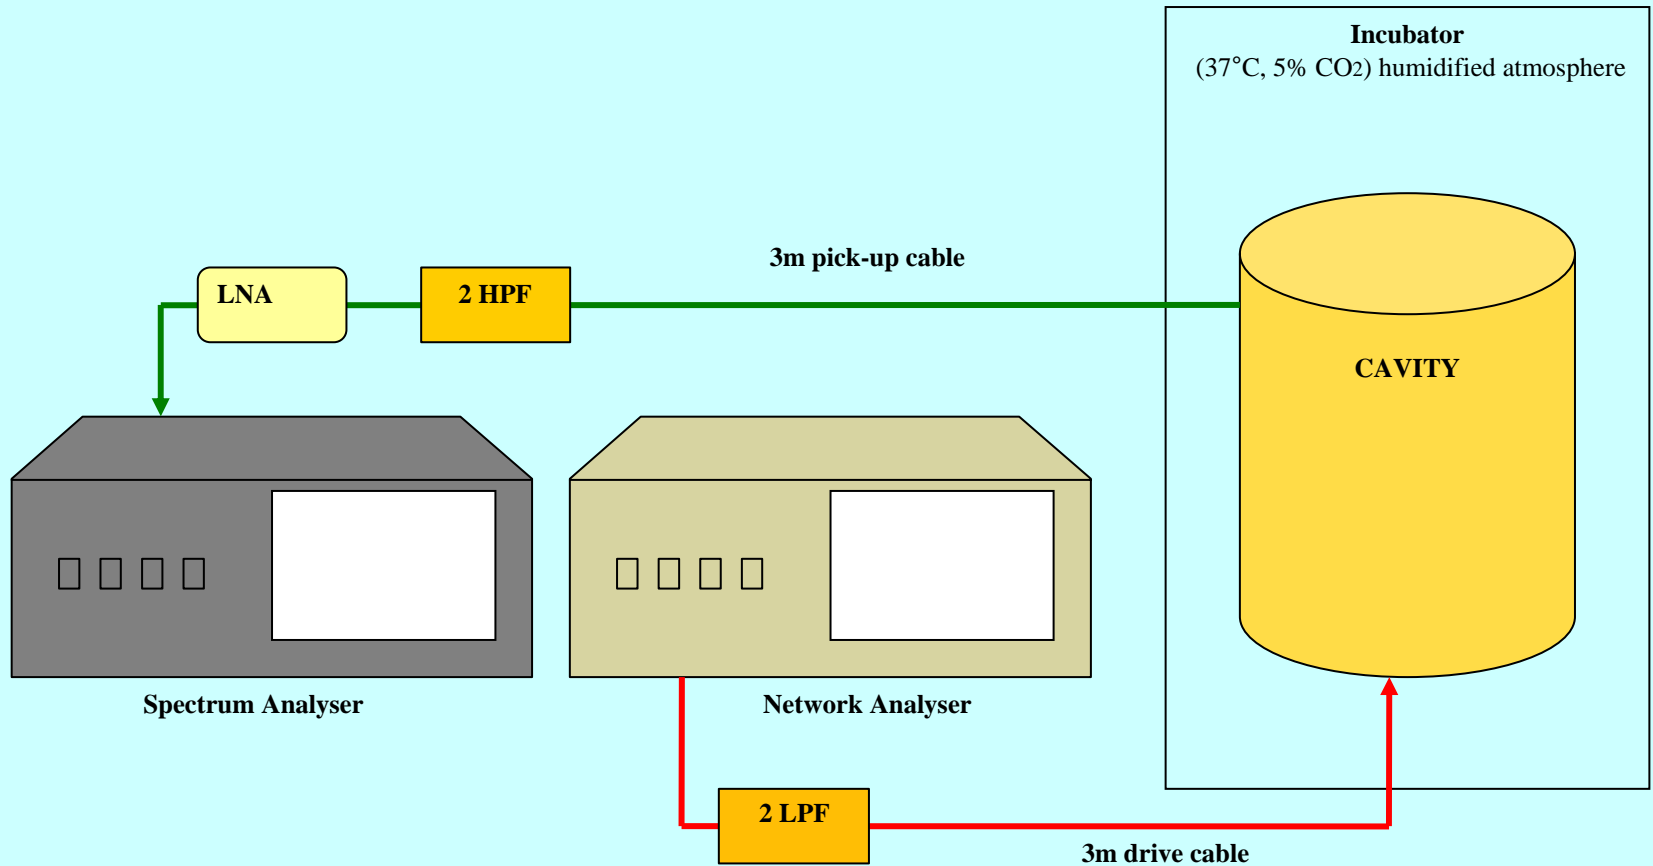 Incubator
(37°C, 5% CO2) humidified atmosphere
3m pick-up cable
LNA
2 HPF
CAVITY
Spectrum Analyser
Network Analyser
2 LPF
3m drive cable